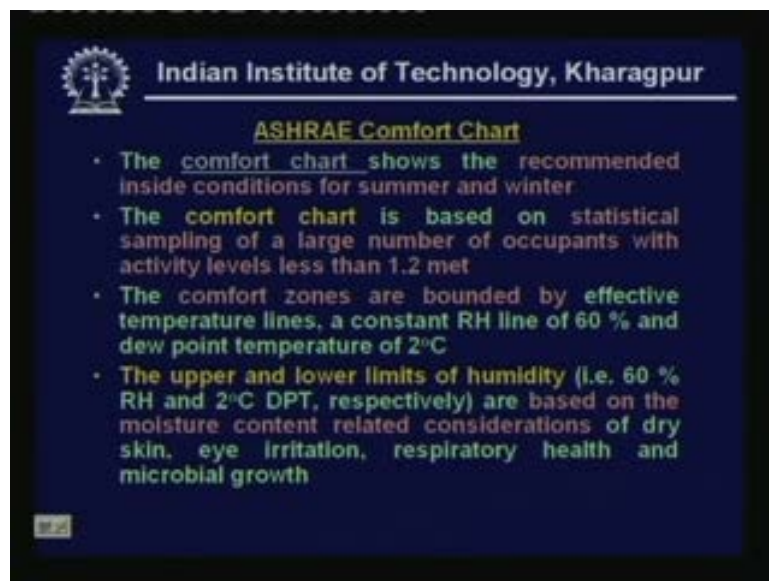 Indian Institute of Technology, Kharagpur
ASHRAE Comfort Chart
• The comfort chart shows the recommended
inside conditions for summer and winter
• The comfort chart is based on statistical
sampling of a large number of occupants with
activity levels less than 1.2 met
• The comfort zones are bounded by effective
temperature lines, a constant RH line of 60 % and
dew point temperature of 2°C
• The upper and lower limits of humidity (i.e. 60 %
RH and 2°C DPT, respectively) are based on the
moisture content related considerations of dry
skin, eye irritation, respiratory health and
microbial growth